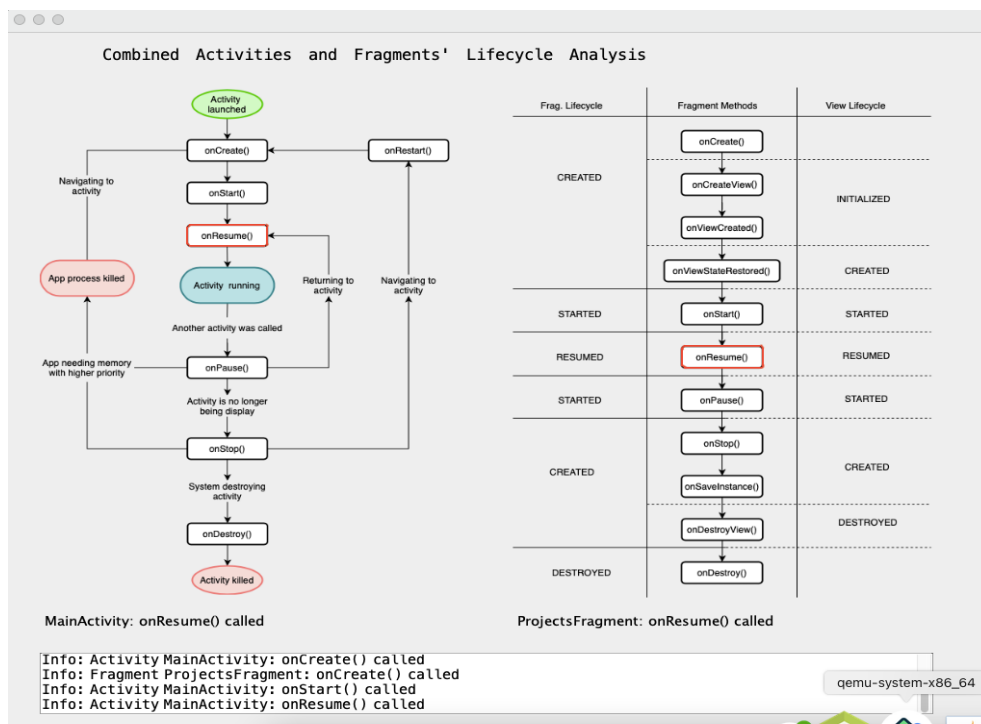 Combined Activities and Fragments' Lifecycle Analysis
Activity
launched
onCreate()
onRestart()
Navigating to
activity
onStart()
onResume()
App process killed
Activity running
Returning to
activity
Navigating to
activity
Another activity was called
App needing memory
with higher priority
onPause()
Activity is no longer
being display
onStop()
System destroying
activity
onDestroy()
Activity killed
MainActivity: onResume() called
Frag. Lifecycle
Fragment Methods
View Lifecycle
onCreate()
CREATED
onCreateView()
INITIALIZED
onViewCreated()
onViewStateRestored()
CREATED
STARTED
onStart()
STARTED
RESUMED
onResume()
RESUMED
STARTED
onPause()
STARTED
onStop()
CREATED
CREATED
onSaveInstance()
onDestroyView()
DESTROYED
DESTROYED
onDestroy()
ProjectsFragment: onResume() called
Info: Activity MainActivity: onCreate() called
Info: Fragment ProjectsFragment: onCreate() called
Info: Activity MainActivity: onStart() called
Info: Activity MainActivity: onResume() called
qemu-system-x86_64